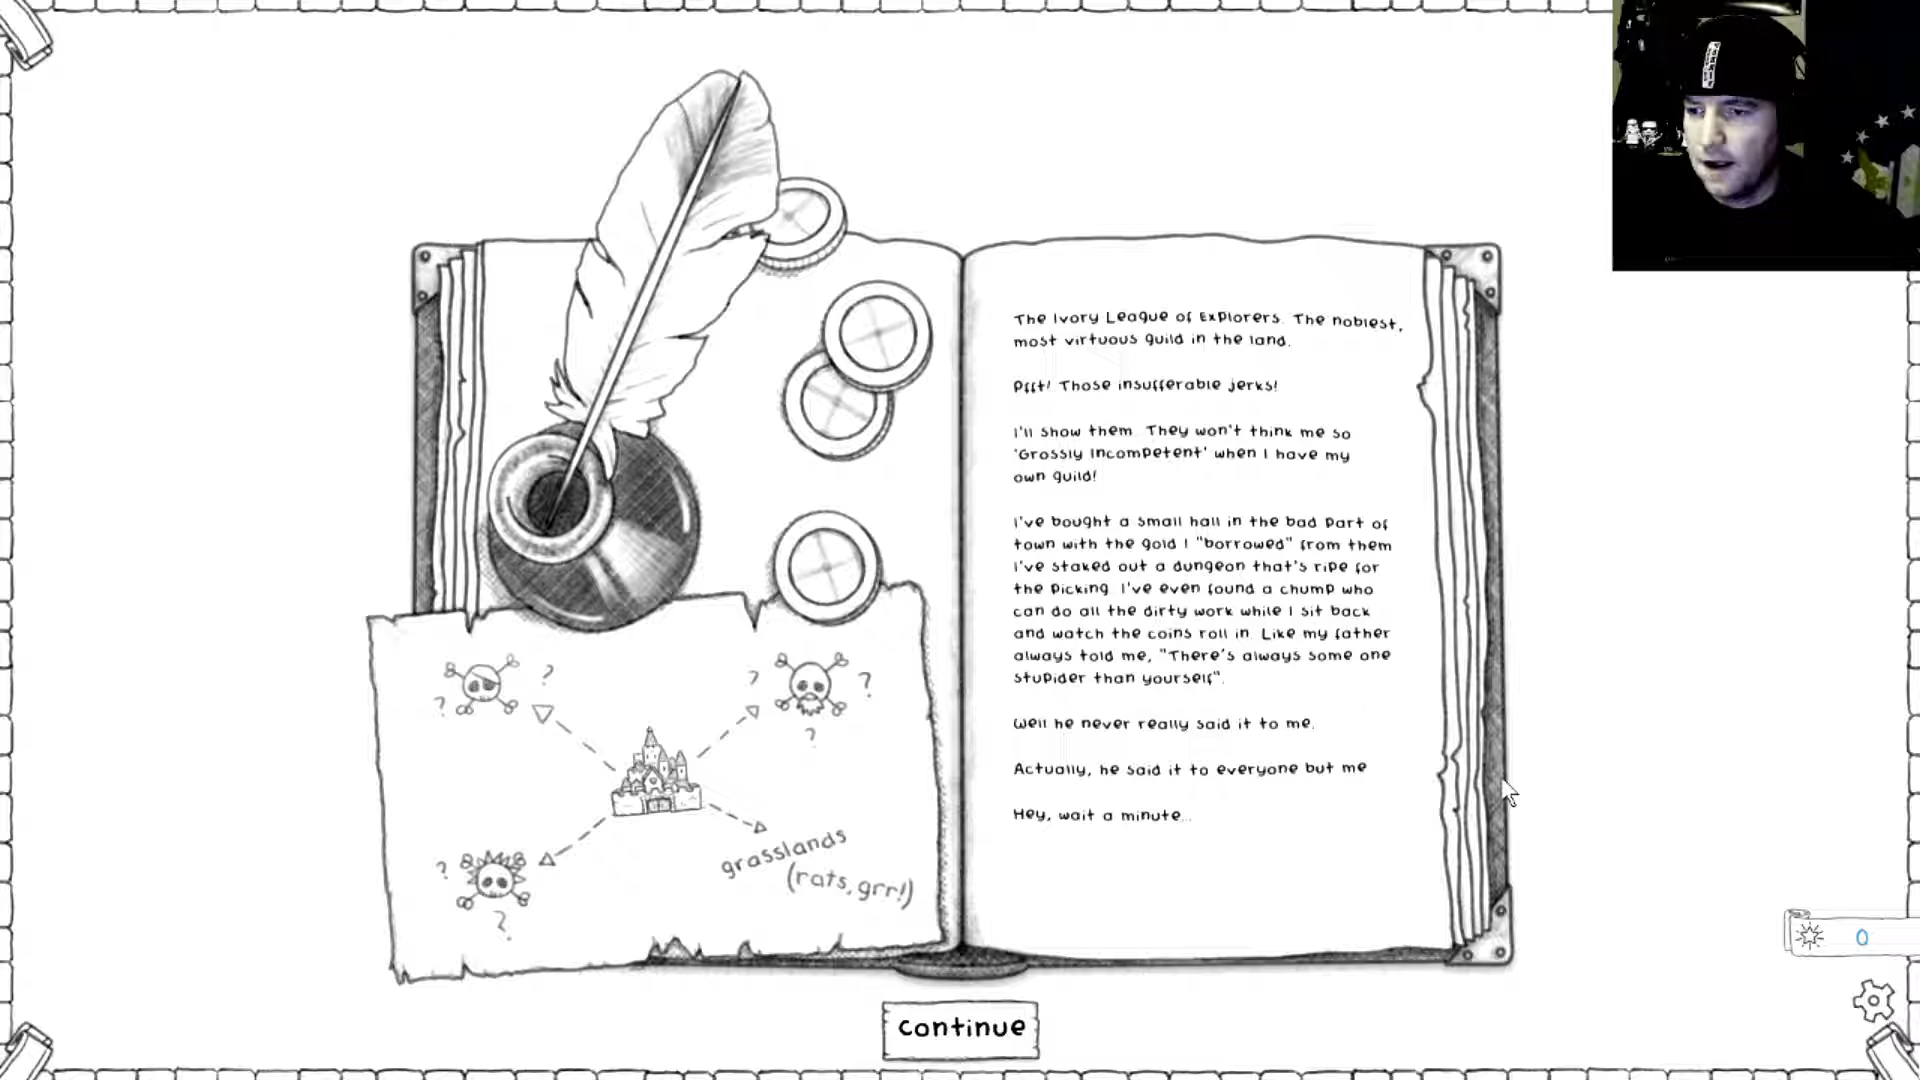 The Ivory League of Explorers. The noblest,
most virtuous guild in the land.
Pfft! Those insufferable jerks!
I'll show them. They won't think me so
'Grossly Incompetent' when I have my
own guild!
I've bought a small hall in the bad part of
town with the gold I "borrowed" from them
I've staked out a dungeon that's ripe for
the picking. I've even found a chump who
can do all the dirty work while I sit back
and watch the coins roll in. Like my father
always told me, "There's always some one
stupider than yourself".
Well he never really said it to me.
Actually, he said it to everyone but me
Hey, wait a minute...
? ?
? ? ?
? ?
grasslands
(rats, grr!)
0
continue